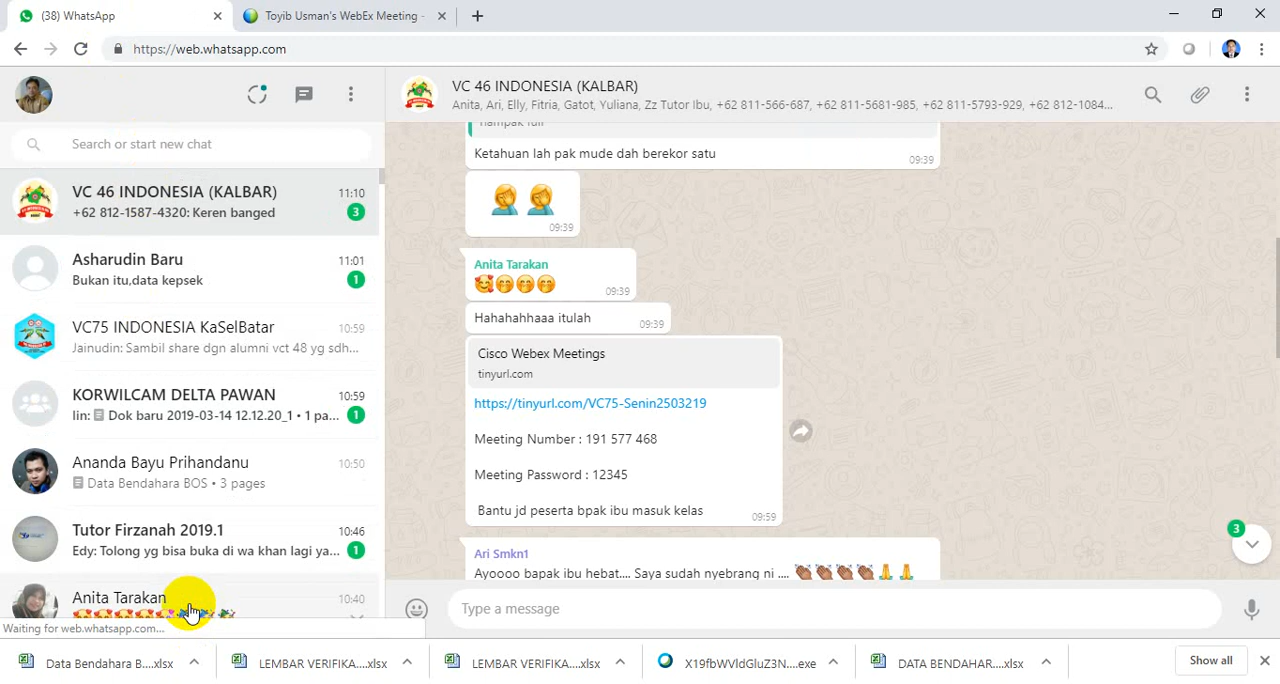 (38) WhatsApp
Toyib Usman's WebEx Meeting -
https://web.whatsapp.com
Search or start new chat
VC 46 INDONESIA (KALBAR) 11:10
+62 812-1587-4320: Keren banged 3
Asharudin Baru 11:01
Bukan itu,data kepsek 1
VC75 INDONESIA KaSelBatar 10:59
Jainudin: Sambil share dgn alumni vct 48 yg sdh...
KORWILCAM DELTA PAWAN 10:59
Iin: Dok baru 2019-03-14 12.12.20_1 • 1 pa... 1
Ananda Bayu Prihandanu 10:50
Data Bendahara BOS • 3 pages
Tutor Firzanah 2019.1 10:46
Edy: Tolong yg bisa buka di wa khan lagi ya... 1
Anita Tarakan 10:40
Waiting for web.whatsapp.com...
VC 46 INDONESIA (KALBAR)
Anita, Ari, Elly, Fitria, Gatot, Yuliana, Zz Tutor Ibu, +62 811-566-687, +62 811-5681-985, +62 811-5793-929, +62 812-1084...
Ketahuan lah pak mude dah berekor satu 09:39
09:39
Anita Tarakan
09:39
Hahahahhaaa itulah 09:39
Cisco Webex Meetings
tinyurl.com
https://tinyurl.com/VC75-Senin2503219
Meeting Number : 191 577 468
Meeting Password : 12345
Bantu jd peserta bpak ibu masuk kelas 09:59
Ari Smkn1
Ayoooo bapak ibu hebat.... Saya sudah nyebrang ni ....
3
Type a message
Data Bendahara B....xlsx
LEMBAR VERIFIKA....xlsx
LEMBAR VERIFIKA....xlsx
X19fbWVldGluZ3N....exe
DATA BENDAHAR....xlsx
Show all